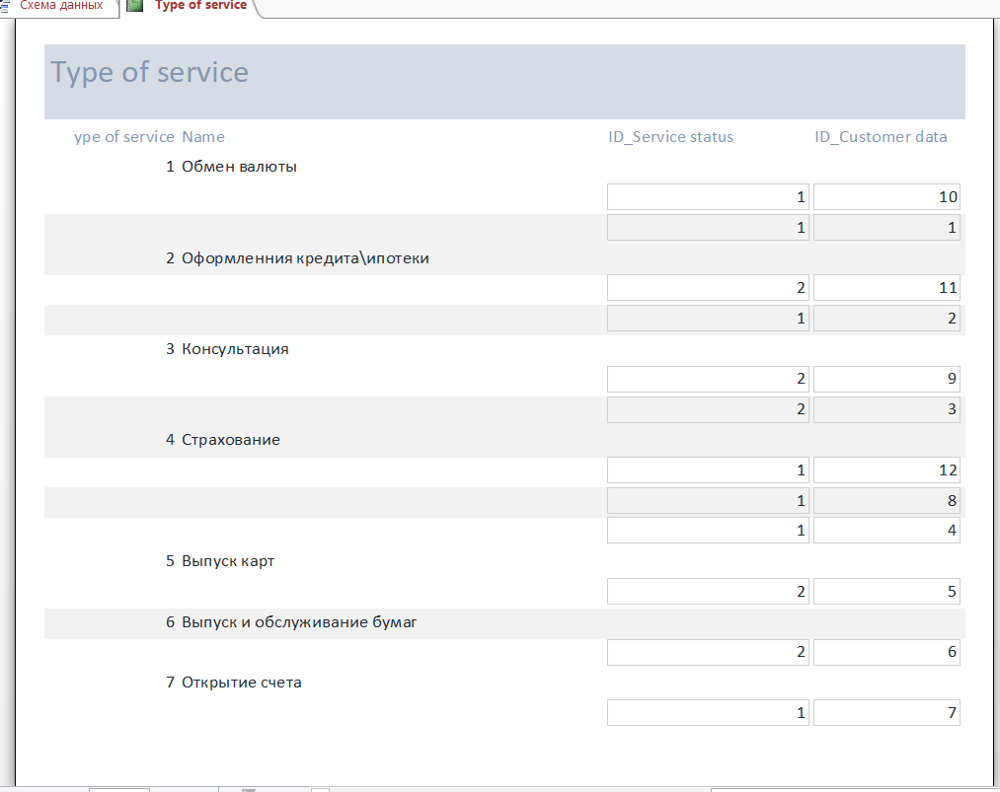 Схема данных Type of service
Type of service
ype of service Name ID_Service status ID_Customer data
1 Обмен валюты
1 10
1 1
2 Оформленния кредита\ипотеки
2 11
1 2
3 Консультация
2 9
2 3
4 Страхование
1 12
1 8
1 4
5 Выпуск карт
2 5
6 Выпуск и обслуживание бумаг
2 6
7 Открытие счета
1 7